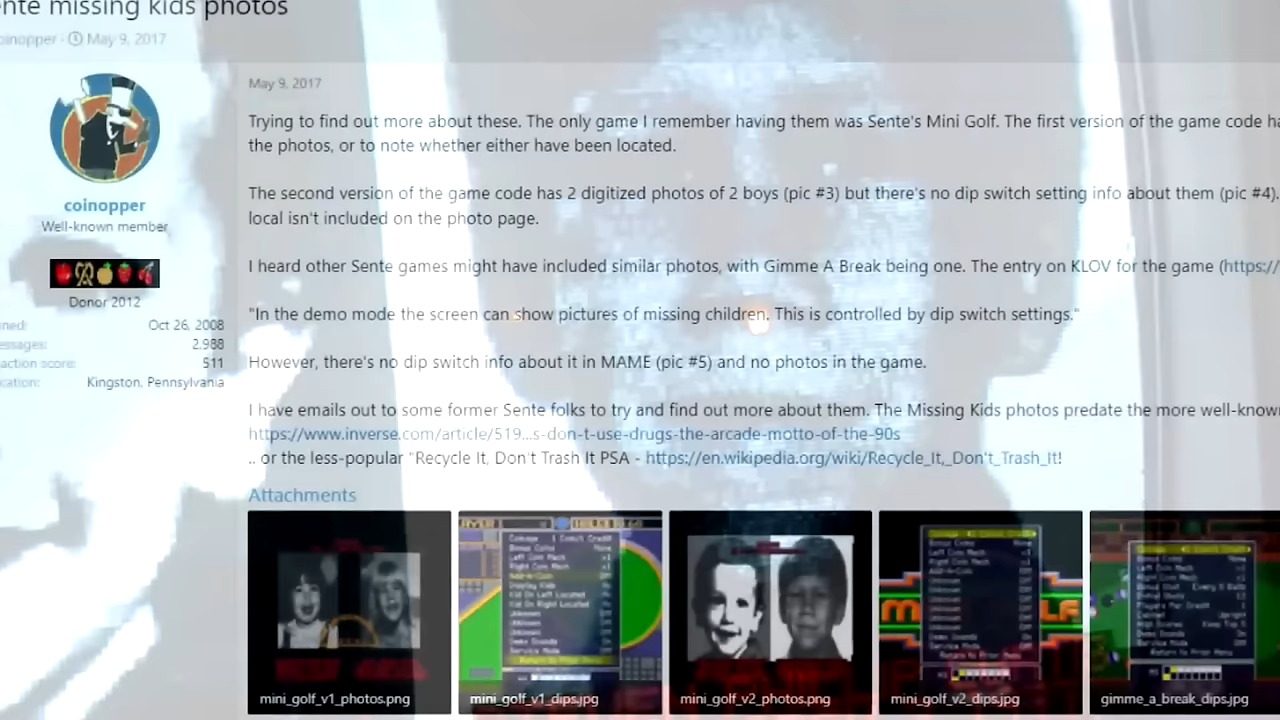 nte missing kids photos
oinopper · May 9, 2017
coinopper
Well-known member
Donor 2012
ned: Oct 26, 2008
essages: 2,988
action score: 511
cation: Kingston, Pennsylvania
May 9, 2017
Trying to find out more about these. The only game I remember having them was Sente's Mini Golf. The first version of the game code ha
the photos, or to note whether either have been located.
The second version of the game code has 2 digitized photos of 2 boys (pic #3) but there's no dip switch setting info about them (pic #4).
local isn't included on the photo page.
I heard other Sente games might have included similar photos, with Gimme A Break being one. The entry on KLOV for the game (https://
"In the demo mode the screen can show pictures of missing children. This is controlled by dip switch settings."
However, there's no dip switch info about it in MAME (pic #5) and no photos in the game.
I have emails out to some former Sente folks to try and find out more about them. The Missing Kids photos predate the more well-known
https://www.inverse.com/article/519...s-don-t-use-drugs-the-arcade-motto-of-the-90s
.. or the less-popular "Recycle It, Don't Trash It PSA - https://en.wikipedia.org/wiki/Recycle_It,_Don't_Trash_It!
Attachments
mini_golf_v1_photos.png
mini_golf_v1_dips.jpg
mini_golf_v2_photos.png
mini_golf_v2_dips.jpg
gimme_a_break_dips.jpg